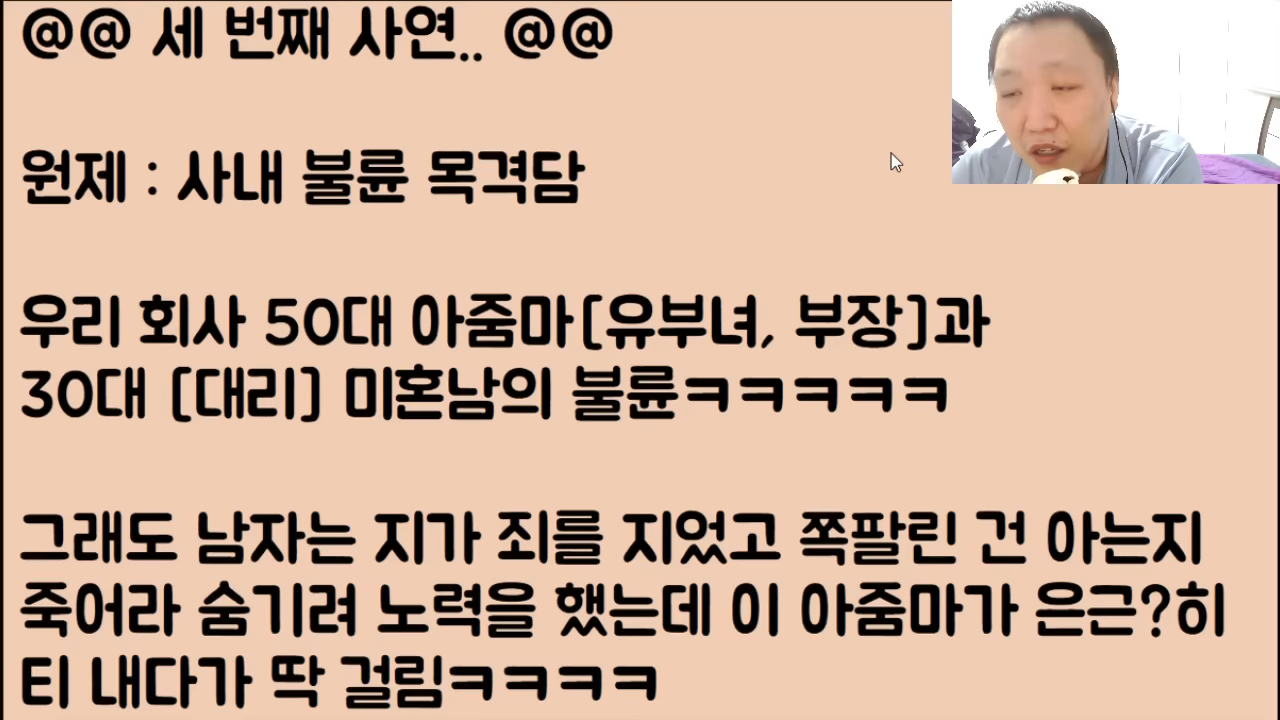 @@ 세 번째 사연.. @@
원제 : 사내 불륜 목격담
우리 회사 50대 아줌마[유부녀, 부장]과
30대 [대리] 미혼남의 불륜ㅋㅋㅋㅋㅋ
그래도 남자는 지가 죄를 지었고 쪽팔린 건 아는지
죽어라 숨기려 노력을 했는데 이 아줌마가 은근?히
티 내다가 딱 걸림ㅋㅋㅋㅋ